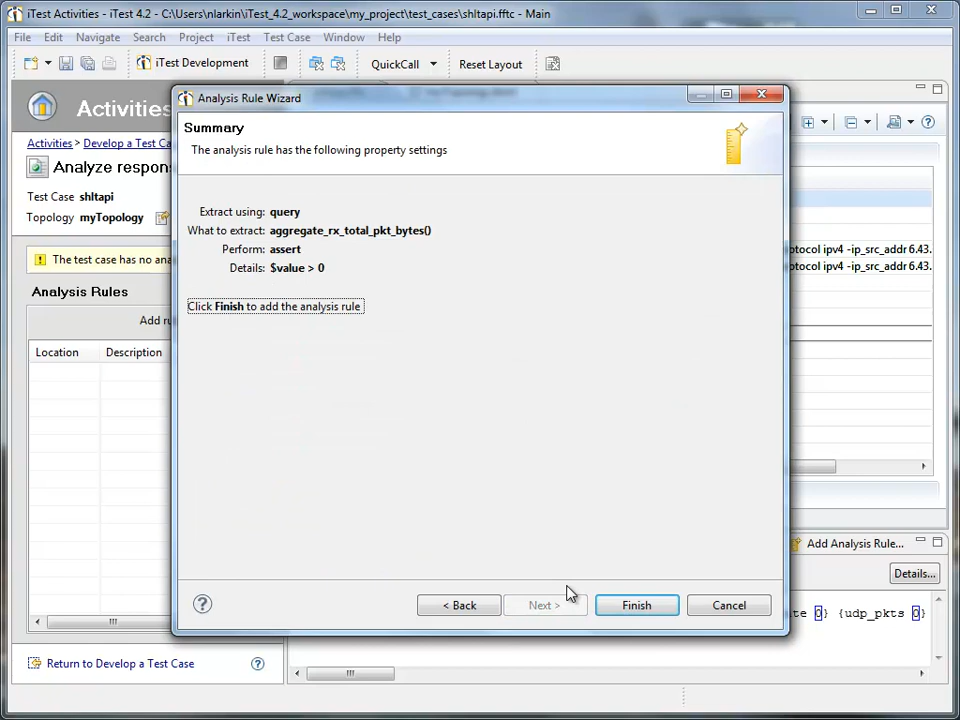 iTest Activities - iTest 4.2 - C:\Users\nlarkin\iTest_4.2_workspace\my_project\test_cases\shltapi.fftc - Main
File Edit Navigate Search Project iTest Test Case Window Help
iTest Development QuickCall Reset Layout
Analysis Rule Wizard
Activities
Summary
The analysis rule has the following property settings
Activities > Develop a Test Ca
Analyze respon
Test Case shltapi
Topology myTopology
Extract using: query
What to extract: aggregate_rx_total_pkt_bytes()
Perform: assert
Details: $value > 0
otocol ipv4 -ip_src_addr 6.43.
otocol ipv4 -ip_src_addr 6.43.
The test case has no ana
Analysis Rules
Click Finish to add the analysis rule
Add ru
Location Description
Add Analysis Rule...
Details...
< Back Next > Finish Cancel
ate 0} {udp_pkts 0}
Return to Develop a Test Case